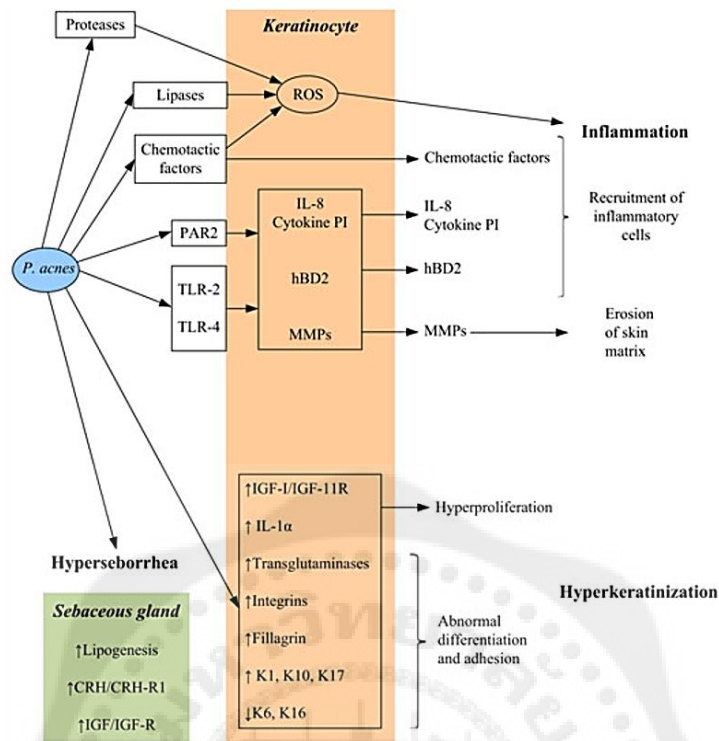 Proteases
Keratinocyte
Lipases
ROS
Chemotactic
factors
Inflammation
Chemotactic factors
IL-8
Cytokine PI
IL-8
Cytokine PI
Recruitment of
inflammatory
cells
PAR2
P. acnes
TLR-2
TLR-4
hBD2
hBD2
MMPs
MMPs
Erosion
of skin
matrix
↑IGF-I/IGF-11R
Hyperproliferation
↑ IL-1α
↑Transglutaminases
↑Integrins
↑Fillagrin
↑ K1, K10, K17
↓K6, K16
Hyperkeratinization
Abnormal
differentiation
and adhesion
Hyperseborrhea
Sebaceous gland
↑Lipogenesis
↑CRH/CRH-R1
↑IGF/IGF-R